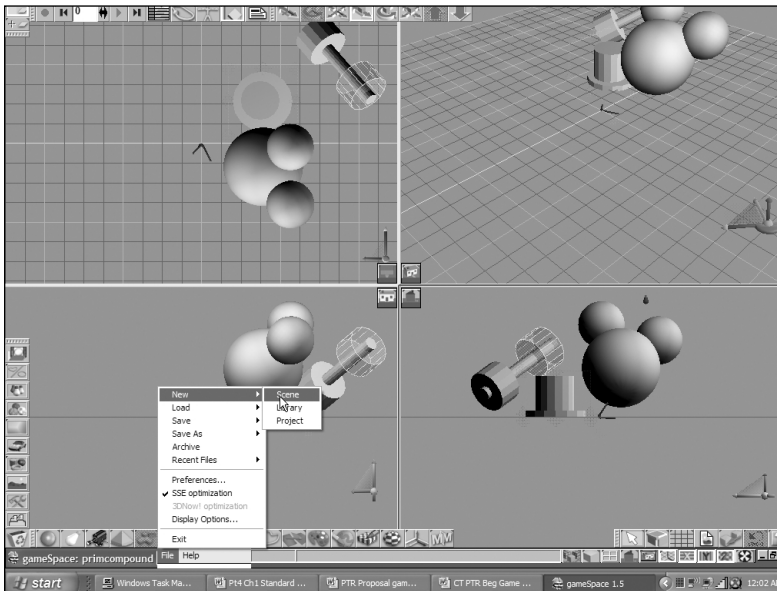 0
New
Scene
Load
Library
Save
Project
Save As
Archive
Recent Files
Preferences...
SSE optimization
3DNow! optimization
Display Options...
Exit
gameSpace: primcompound
File Help
start
Windows Task Ma...
Pt4 Ch1 Standard ...
PTR Proposal gam...
CT PTR Beg Game ...
gameSpace 1.5
12:02 AM